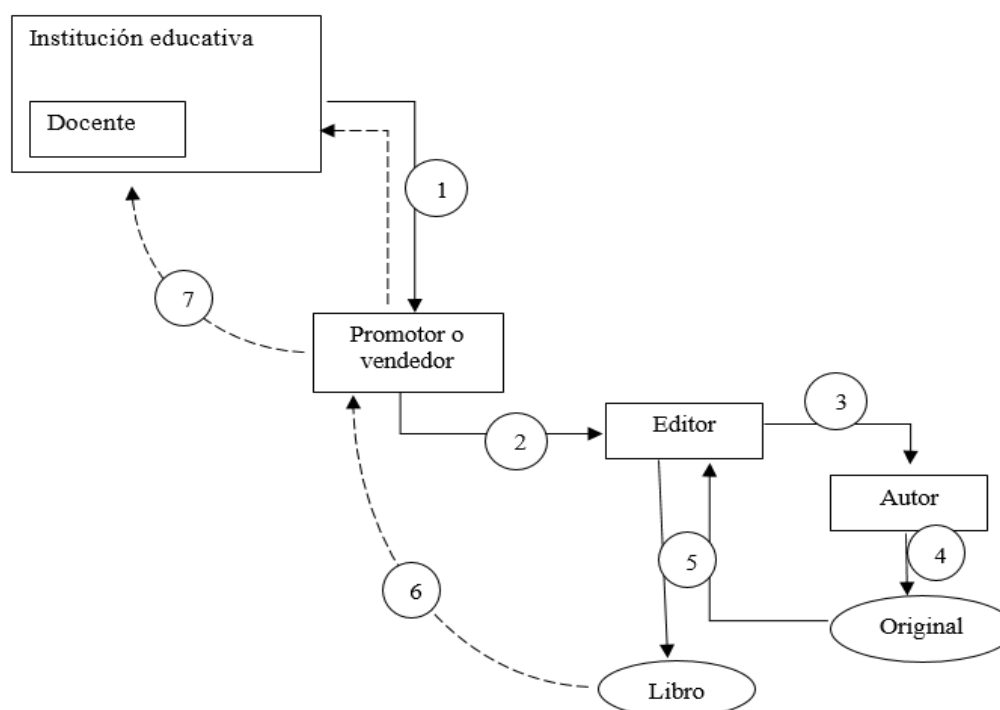 Institución educativa
Docente
1
7
Promotor o
vendedor
2
Editor
3
Autor
4
5
6
Original
Libro